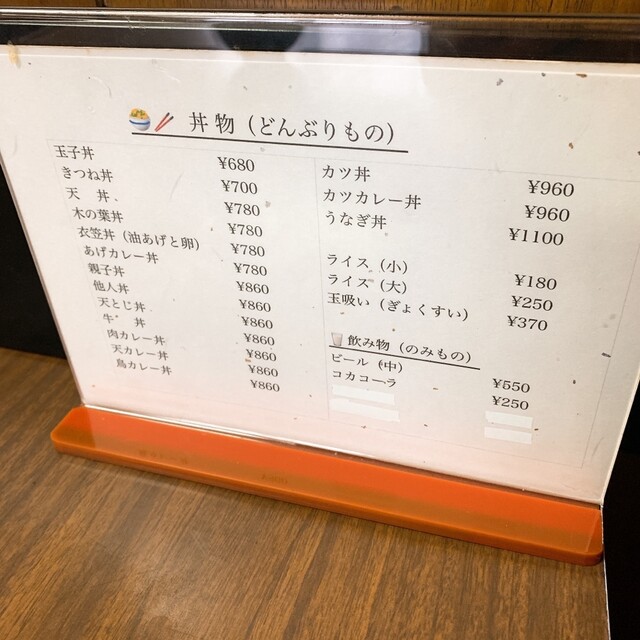 丼物（どんぶりもの）
玉子丼 ¥680
きつね丼 ¥700
天 丼 ¥780
木の葉丼 ¥780
衣笠丼（油あげと卵） ¥780
あげカレー丼 ¥780
親子丼 ¥860
他人丼 ¥860
天とじ丼 ¥860
牛 丼 ¥860
肉カレー丼 ¥860
天カレー丼 ¥860
鳥カレー丼 ¥860
カツ丼 ¥960
カツカレー丼 ¥960
うなぎ丼 ¥1100
ライス（小） ¥180
ライス（大） ¥250
玉吸い（ぎょくすい） ¥370
飲み物（のみもの）
ビール（中） ¥550
コカコーラ ¥250